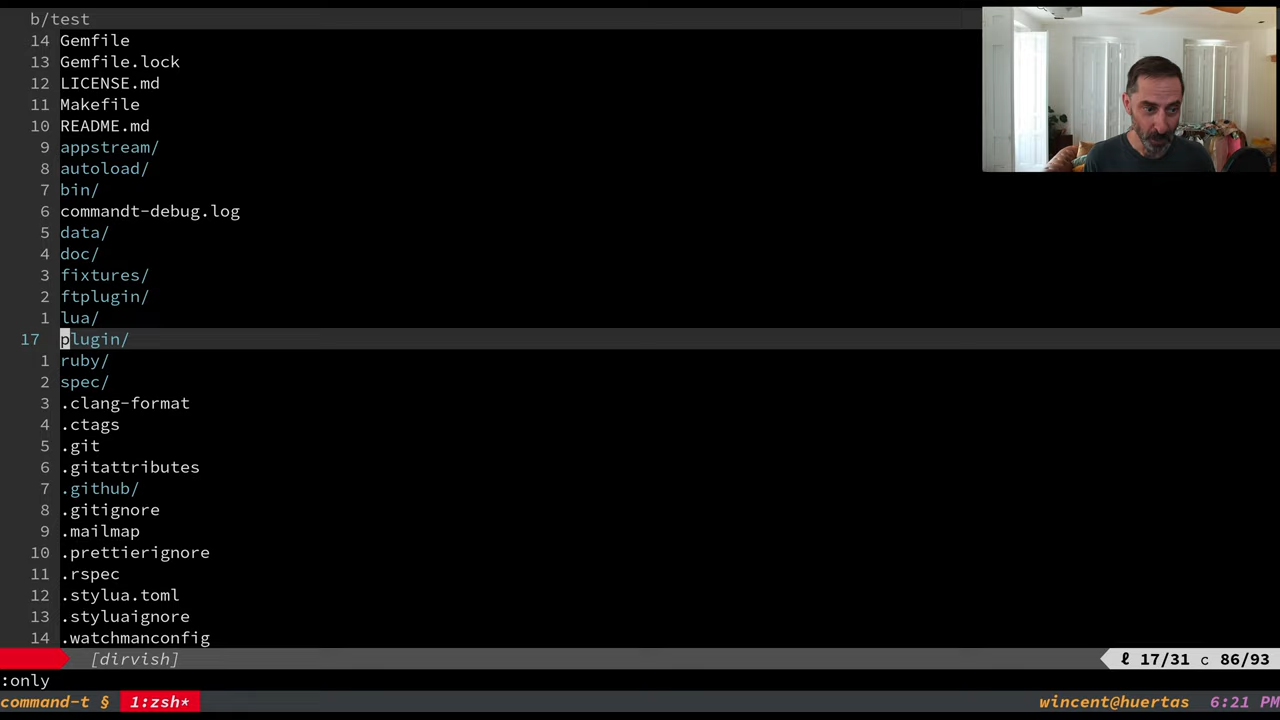 b/test
14 Gemfile
13 Gemfile.lock
12 LICENSE.md
11 Makefile
10 README.md
9 appstream/
8 autoload/
7 bin/
6 commandt-debug.log
5 data/
4 doc/
3 fixtures/
2 ftplugin/
1 lua/
17 plugin/
1 ruby/
2 spec/
3 .clang-format
4 .ctags
5 .git
6 .gitattributes
7 .github/
8 .gitignore
9 .mailmap
10 .prettierignore
11 .rspec
12 .stylua.toml
13 .styluaignore
14 .watchmanconfig
[dirvish] ℓ 17/31 c 86/93
:only
command-t § 1:zsh* wincent@huertas 6:21 PM